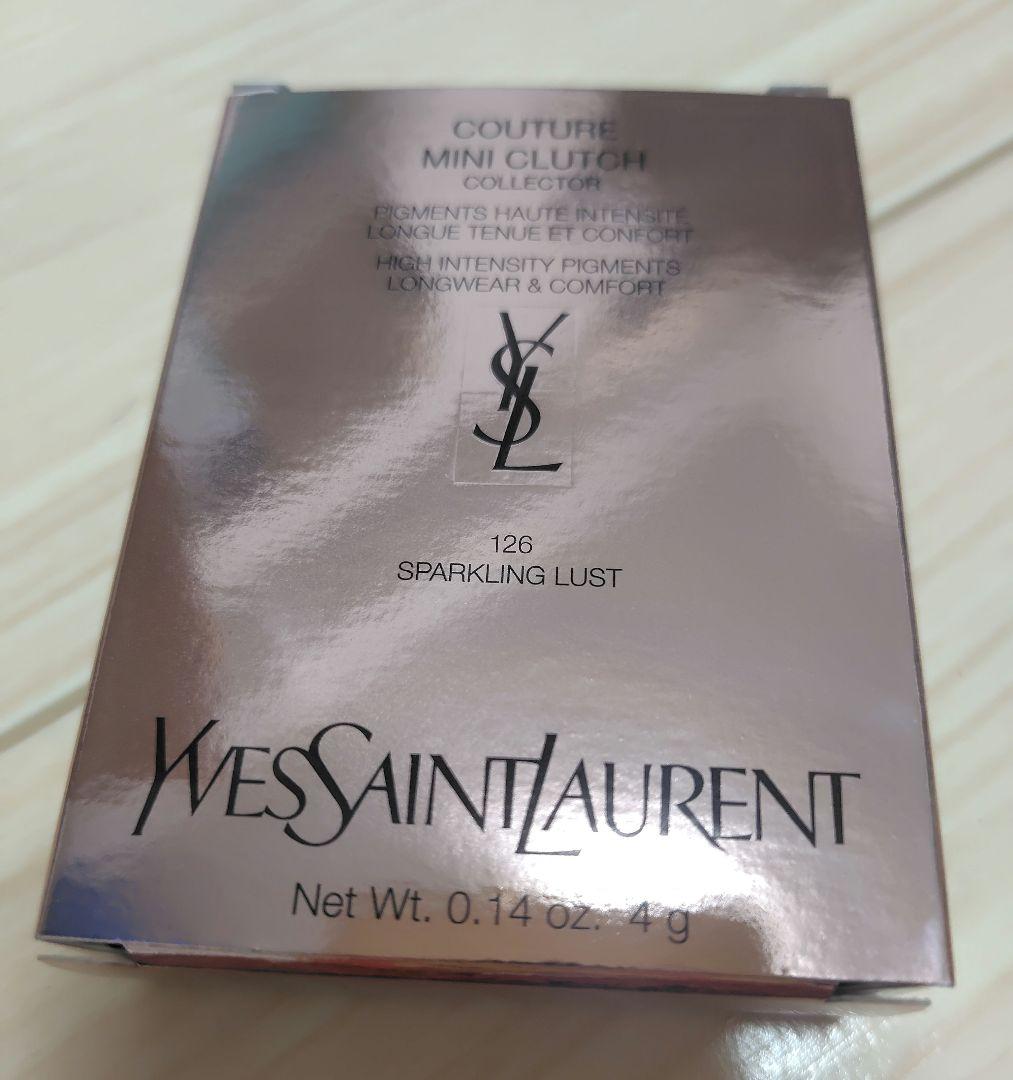 COUTURE
MINI CLUTCH
COLLECTOR
PIGMENTS HAUTE INTENSITÉ
LONGUE TENUE ET CONFORT
HIGH INTENSITY PIGMENTS
LONGWEAR & COMFORT
YSL
126
SPARKLING LUST
YVESSAINTLAURENT
Net Wt. 0.14 oz. 4 g